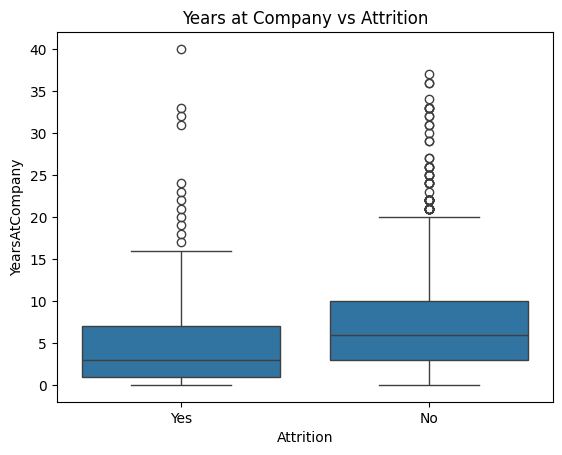 Years at Company vs Attrition
40
35
30
25
20
15
10
5
0
YearsAtCompany
Yes
No
Attrition